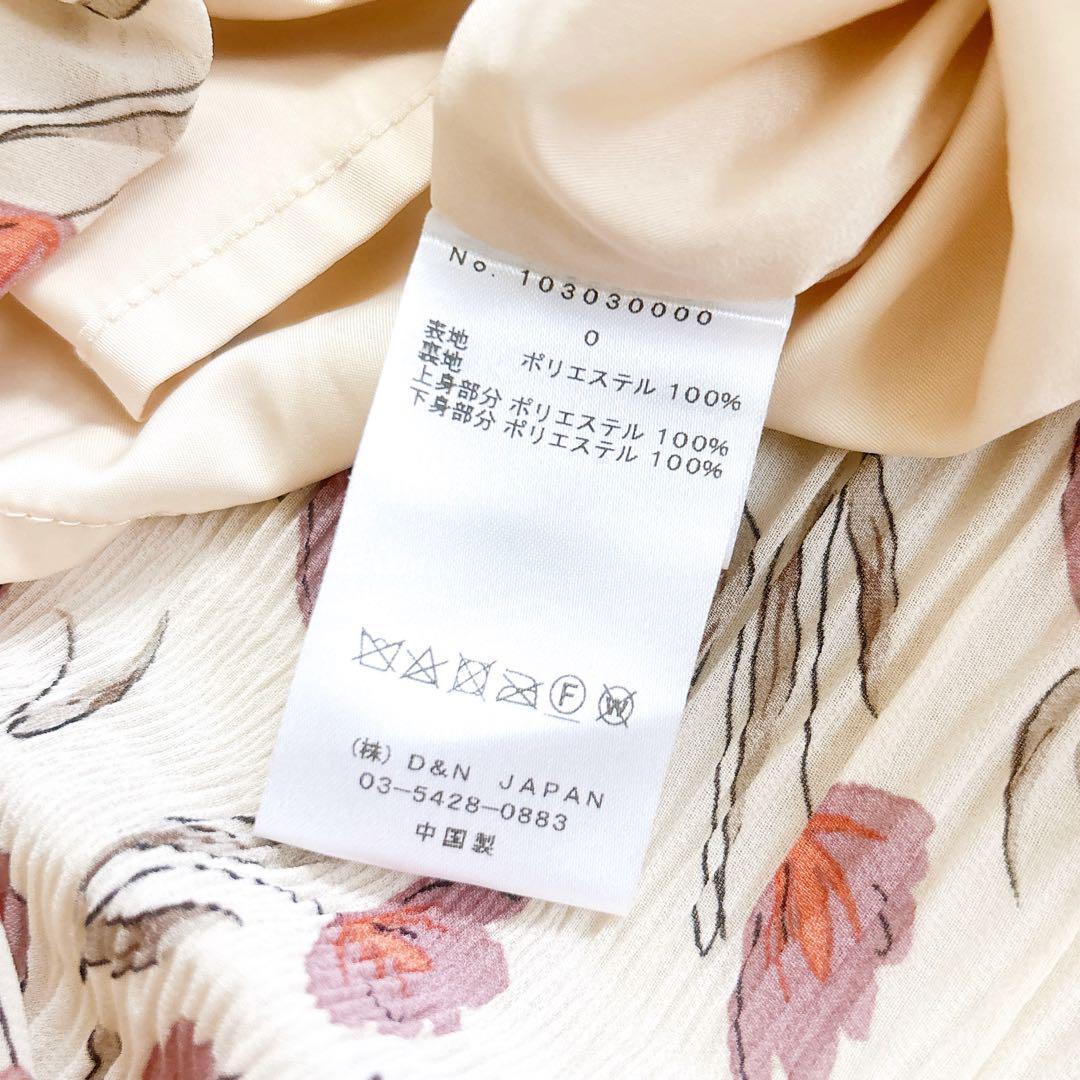 No. 103030000
0
表地 ポリエステル 100%
裏地
上身部分 ポリエステル 100%
下身部分 ポリエステル 100%
F W
(株) D&N JAPAN
03-5428-0883
中国製